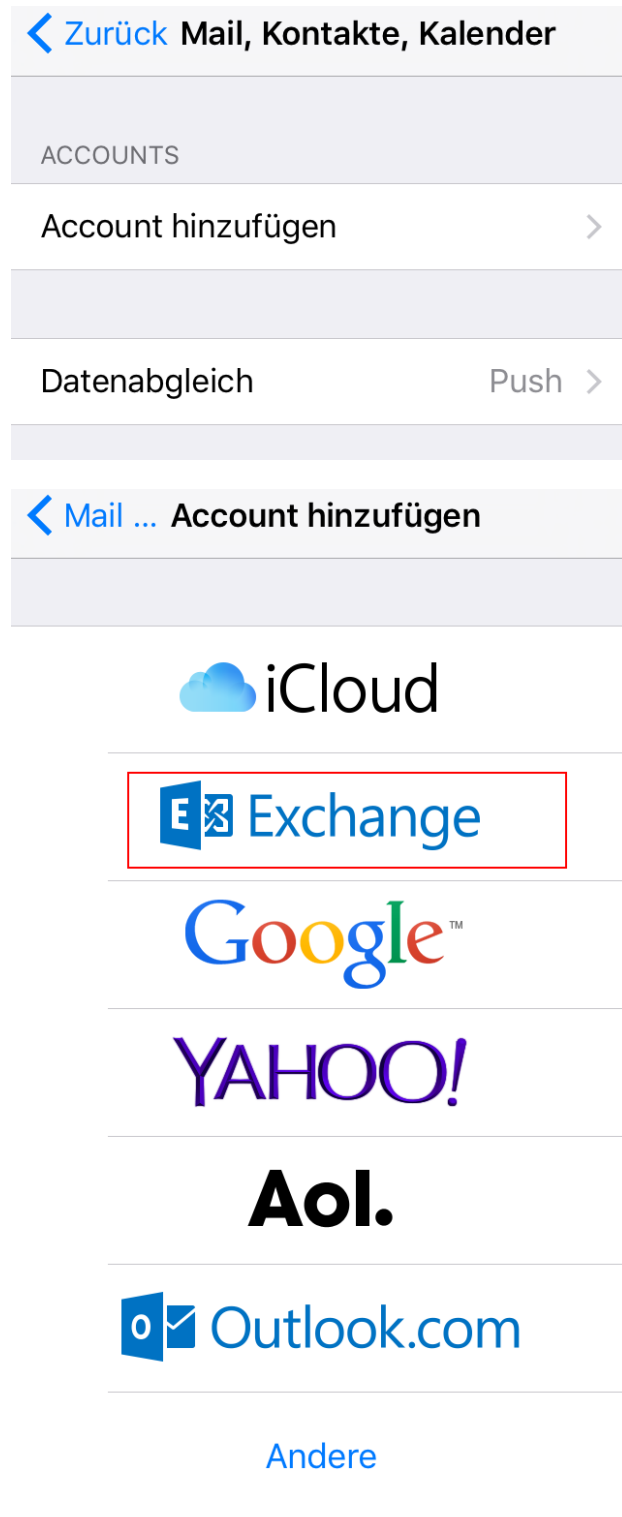 Zurück Mail, Kontakte, Kalender
ACCOUNTS
Account hinzufügen
Datenabgleich Push
Mail ... Account hinzufügen
iCloud
E Exchange
Google™
YAHOO!
Aol.
o Outlook.com
Andere